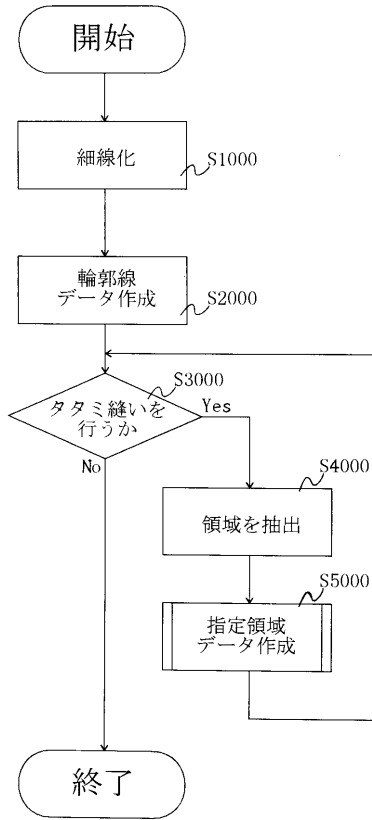 開始
細線化
S1000
輪郭線
データ作成
S2000
S3000
タタミ縫いを
行うか
Yes
No
S4000
領域を抽出
S5000
指定領域
データ作成
終了